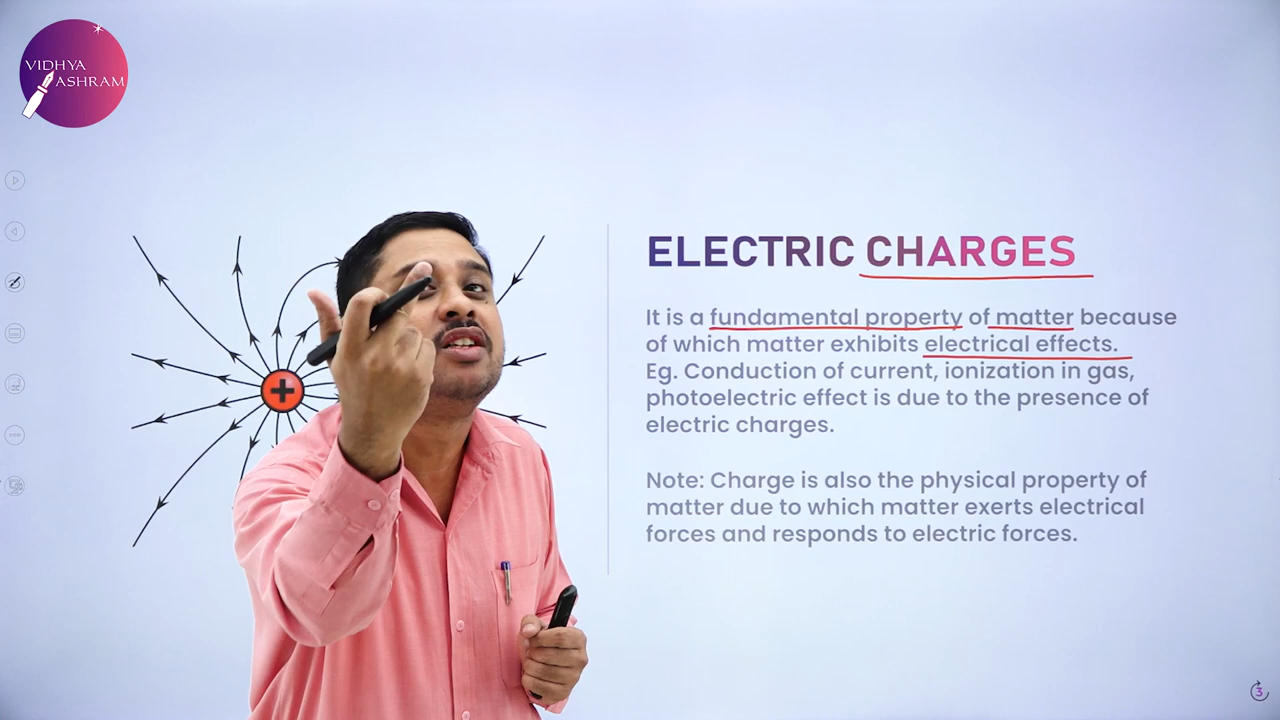 VIDHYA
ASHRAM
ELECTRIC CHARGES
It is a fundamental property of matter because
of which matter exhibits electrical effects.
Eg. Conduction of current, ionization in gas,
photoelectric effect is due to the presence of
electric charges.
Note: Charge is also the physical property of
matter due to which matter exerts electrical
forces and responds to electric forces.
+
3